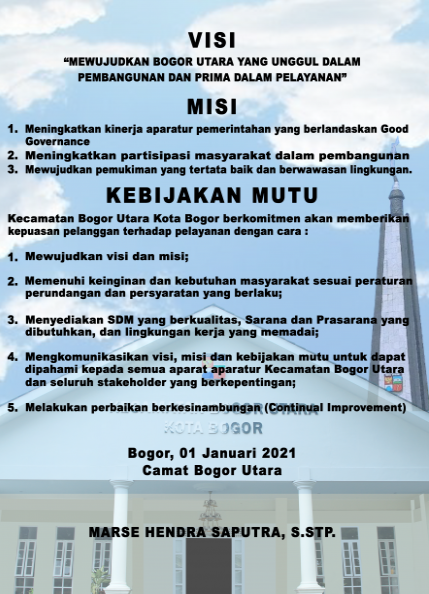 VISI
“MEWUJUDKAN BOGOR UTARA YANG UNGGUL DALAM
PEMBANGUNAN DAN PRIMA DALAM PELAYANAN”
MISI
1. Meningkatkan kinerja aparatur pemerintahan yang berlandaskan Good
Governance
2. Meningkatkan partisipasi masyarakat dalam pembangunan
3. Mewujudkan pemukiman yang tertata baik dan berwawasan lingkungan.
KEBIJAKAN MUTU
Kecamatan Bogor Utara Kota Bogor berkomitmen akan memberikan
kepuasan pelanggan terhadap pelayanan dengan cara :
1. Mewujudkan visi dan misi;
2. Memenuhi keinginan dan kebutuhan masyarakat sesuai peraturan
perundangan dan persyaratan yang berlaku;
3. Menyediakan SDM yang berkualitas, Sarana dan Prasarana yang
dibutuhkan, dan lingkungan kerja yang memadai;
4. Mengkomunikasikan visi, misi dan kebijakan mutu untuk dapat
dipahami kepada semua aparat aparatur Kecamatan Bogor Utara
dan seluruh stakeholder yang berkepentingan;
5. Melakukan perbaikan berkesinambungan (Continual Improvement)
BOGOR UTARA
KOTA BOGOR
Bogor, 01 Januari 2021
Camat Bogor Utara
MARSE HENDRA SAPUTRA, S.STP.